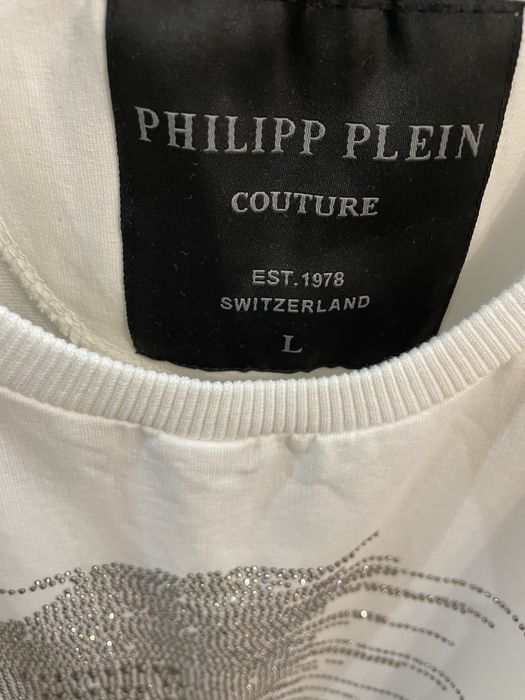 PHILIPP PLEIN
COUTURE
EST.1978
SWITZERLAND
L